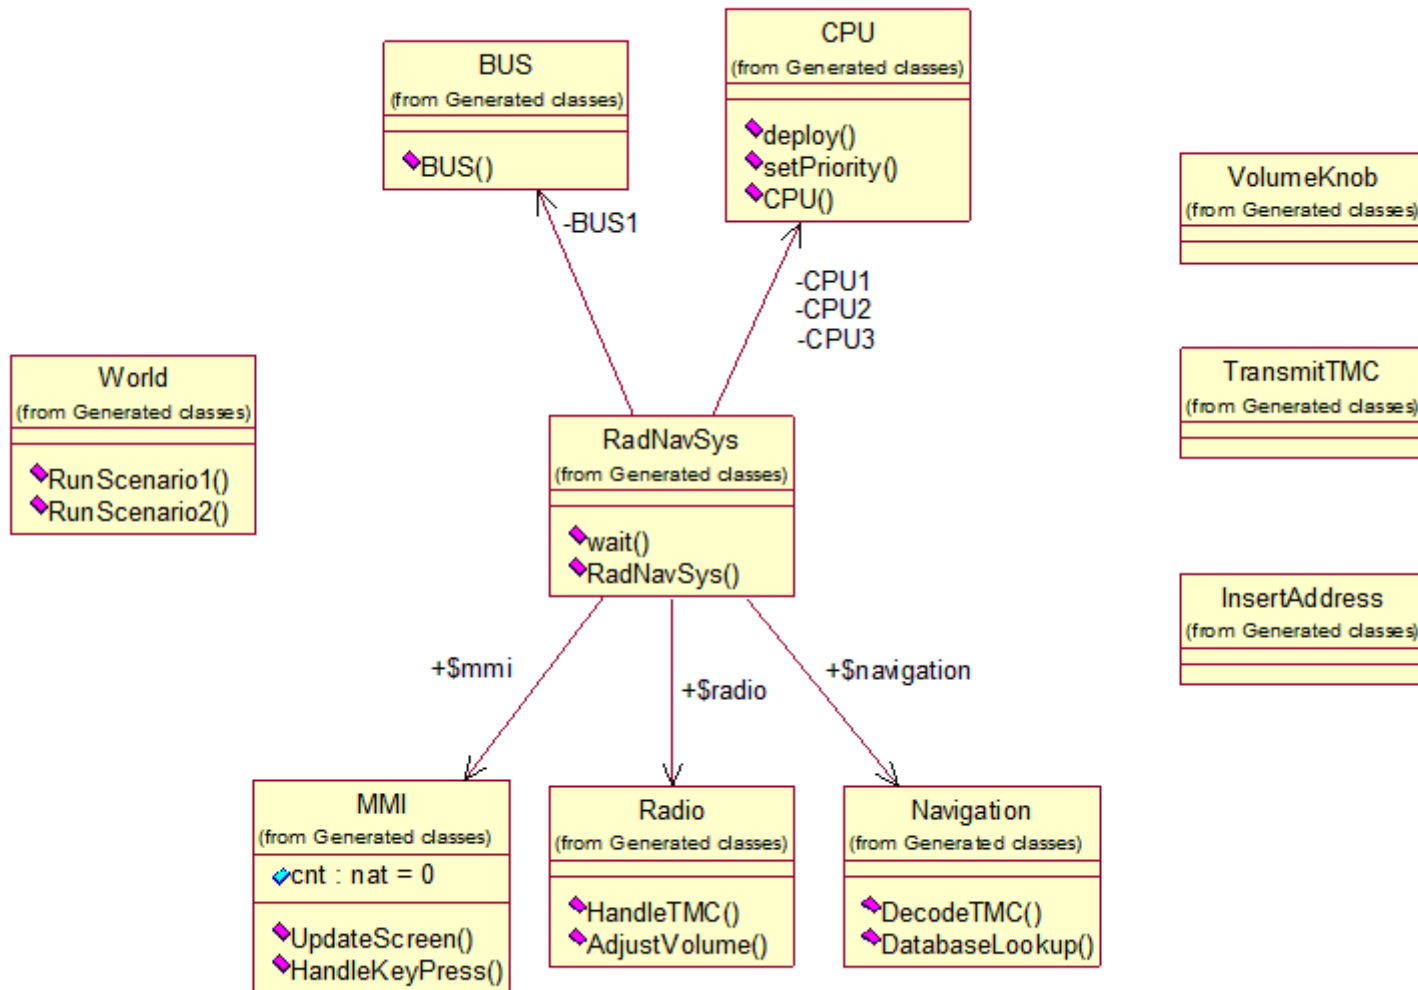 BUS
(from Generated classes)
BUS()
CPU
(from Generated classes)
deploy()
setPriority()
CPU()
VolumeKnob
(from Generated classes)
-BUS1
-CPU1
-CPU2
-CPU3
World
(from Generated classes)
RunScenario1()
RunScenario2()
TransmitTMC
(from Generated classes)
RadNavSys
(from Generated classes)
wait()
RadNavSys()
InsertAddress
(from Generated classes)
+$mmi
+$radio
+$navigation
MMI
(from Generated classes)
cnt : nat = 0
UpdateScreen()
HandleKeyPress()
Radio
(from Generated classes)
HandleTMC()
AdjustVolume()
Navigation
(from Generated classes)
DecodeTMC()
DatabaseLookup()